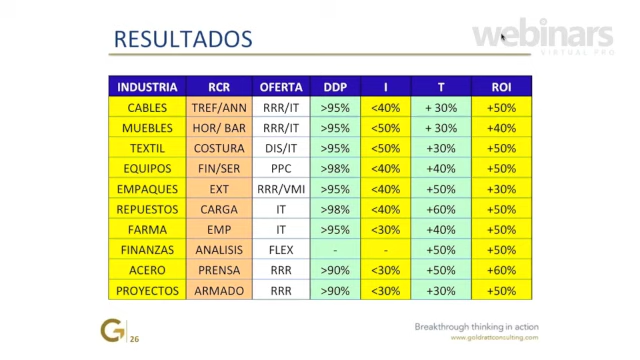 webinars
VIRTUAL PRO
RESULTADOS
INDUSTRIA RCR OFERTA DDP I T ROI
CABLES TREF/ANN RRR/IT >95% <40% + 30% +50%
MUEBLES HOR/ BAR RRR/IT >95% <50% + 30% +40%
TEXTIL COSTURA DIS/IT >95% <50% +30% +50%
EQUIPOS FIN/SER PPC >98% <40% +40% +50%
EMPAQUES EXT RRR/VMI >95% <40% +50% +30%
REPUESTOS CARGA IT >98% <40% +60% +50%
FARMA EMP IT >95% <30% +40% +50%
FINANZAS ANALISIS FLEX - - +50% +50%
ACERO PRENSA RRR >90% <30% +50% +60%
PROYECTOS ARMADO RRR >90% <30% +30% +50%
G 26
Breakthrough thinking in action
www.goldrattconsulting.com